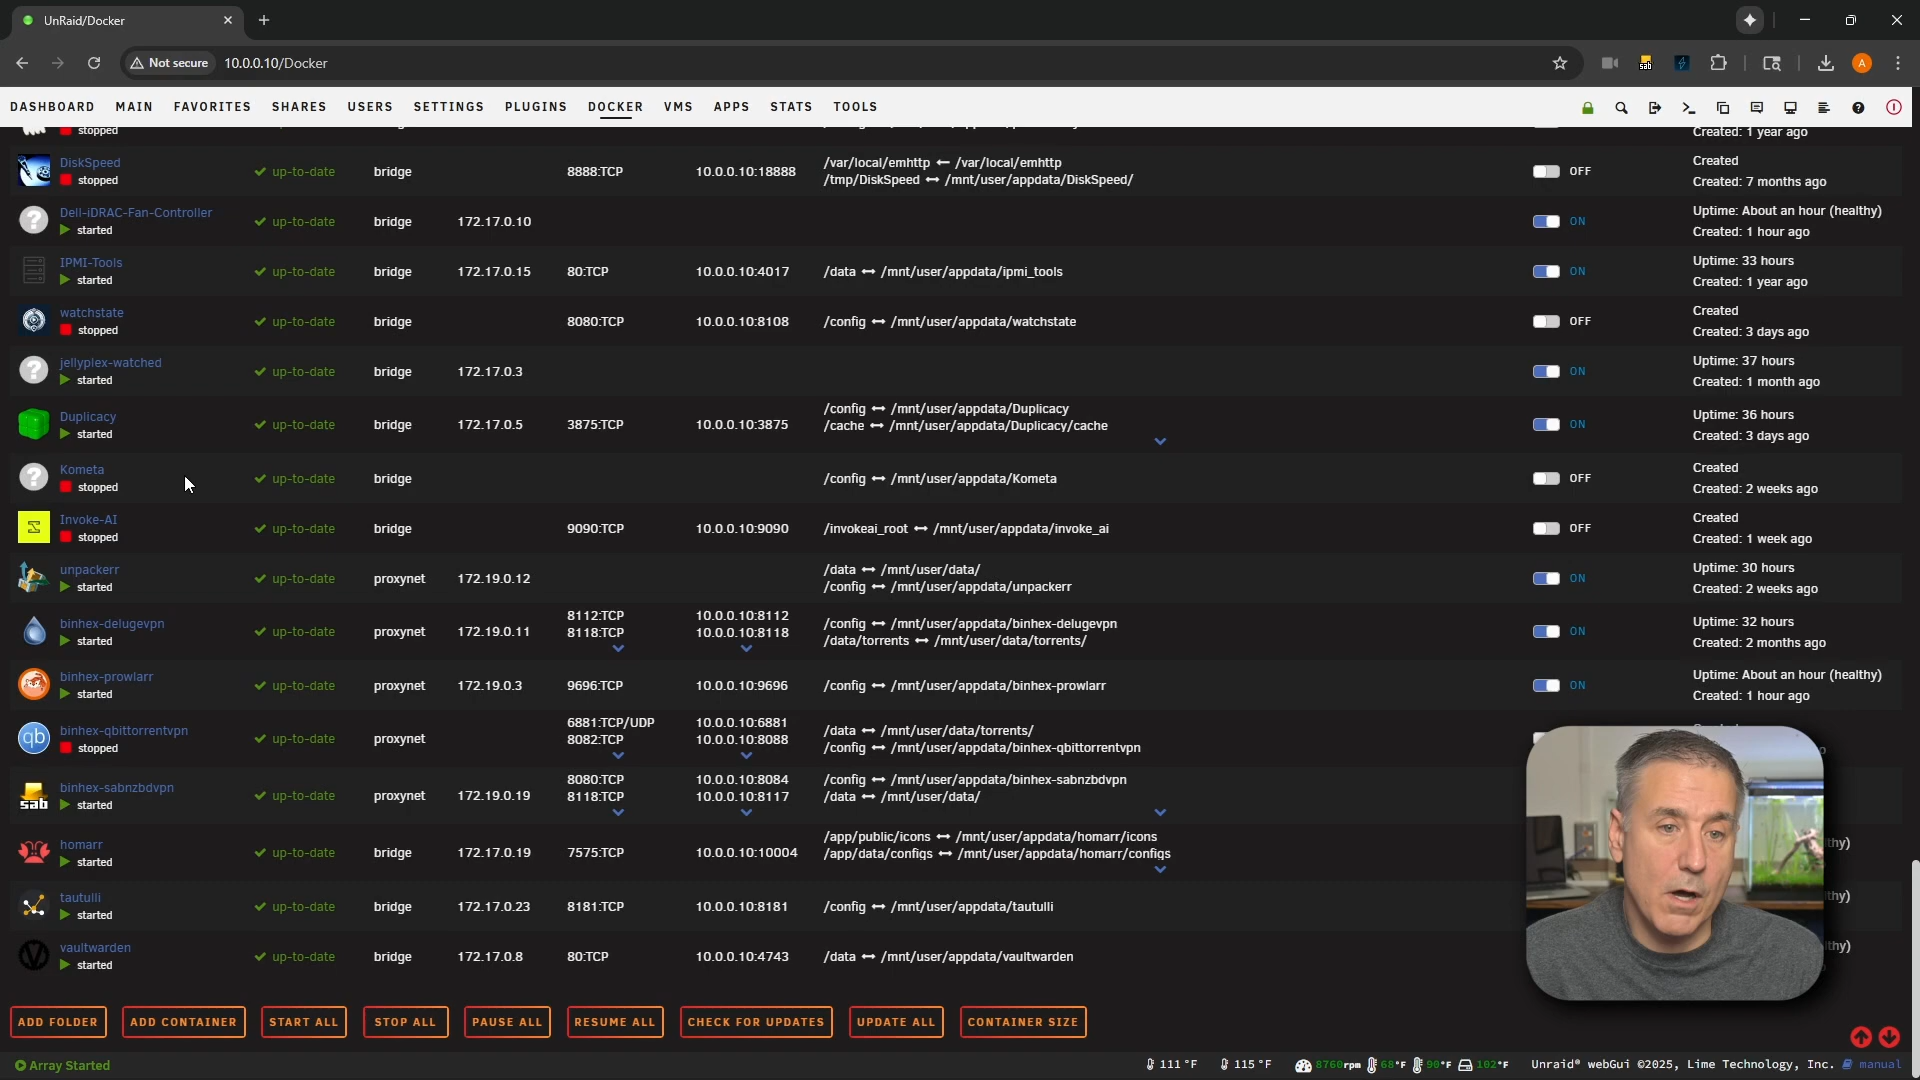 UnRaid/Docker
Not secure 10.0.0.10/Docker
A
DASHBOARD MAIN FAVORITES SHARES USERS SETTINGS PLUGINS DOCKER VMS APPS STATS TOOLS
stopped Created: 1 year ago
DiskSpeed
stopped up-to-date bridge 8888:TCP 10.0.0.10:18888 /var/local/emhttp ← /var/local/emhttp
/tmp/DiskSpeed ↔ /mnt/user/appdata/DiskSpeed/ OFF Created
Created: 7 months ago
Dell-iDRAC-Fan-Controller
started up-to-date bridge 172.17.0.10 ON Uptime: About an hour (healthy)
Created: 1 hour ago
IPMI-Tools
started up-to-date bridge 172.17.0.15 80:TCP 10.0.0.10:4017 /data ↔ /mnt/user/appdata/ipmi_tools ON Uptime: 33 hours
Created: 1 year ago
watchstate
stopped up-to-date bridge 8080:TCP 10.0.0.10:8108 /config ↔ /mnt/user/appdata/watchstate OFF Created
Created: 3 days ago
jellyplex-watched
started up-to-date bridge 172.17.0.3 ON Uptime: 37 hours
Created: 1 month ago
Duplicacy
started up-to-date bridge 172.17.0.5 3875:TCP 10.0.0.10:3875 /config ↔ /mnt/user/appdata/Duplicacy
/cache ↔ /mnt/user/appdata/Duplicacy/cache ON Uptime: 36 hours
Created: 3 days ago
Kometa
stopped up-to-date bridge /config ↔ /mnt/user/appdata/Kometa OFF Created
Created: 2 weeks ago
Invoke-AI
stopped up-to-date bridge 9090:TCP 10.0.0.10:9090 /invokeai_root ↔ /mnt/user/appdata/invoke_ai OFF Created
Created: 1 week ago
unpackerr
started up-to-date proxynet 172.19.0.12 /data ↔ /mnt/user/data/
/config ↔ /mnt/user/appdata/unpackerr ON Uptime: 30 hours
Created: 2 weeks ago
binhex-delugevpn
started up-to-date proxynet 172.19.0.11 8112:TCP 10.0.0.10:8112
8118:TCP 10.0.0.10:8118 /config ↔ /mnt/user/appdata/binhex-delugevpn
/data/torrents ↔ /mnt/user/data/torrents/ ON Uptime: 32 hours
Created: 2 months ago
binhex-prowlarr
started up-to-date proxynet 172.19.0.3 9696:TCP 10.0.0.10:9696 /config ↔ /mnt/user/appdata/binhex-prowlarr ON Uptime: About an hour (healthy)
Created: 1 hour ago
binhex-qbittorrentvpn
stopped up-to-date proxynet 6881:TCP/UDP 10.0.0.10:6881
8082:TCP 10.0.0.10:8088 /data ↔ /mnt/user/data/torrents/
/config ↔ /mnt/user/appdata/binhex-qbittorrentvpn
binhex-sabnzbdvpn
started up-to-date proxynet 172.19.0.19 8080:TCP 10.0.0.10:8084
8118:TCP 10.0.0.10:8117 /config ↔ /mnt/user/appdata/binhex-sabnzbdvpn
/data ↔ /mnt/user/data/
homarr
started up-to-date bridge 172.17.0.19 7575:TCP 10.0.0.10:10004 /app/public/icons ↔ /mnt/user/appdata/homarr/icons
/app/data/configs ↔ /mnt/user/appdata/homarr/configs
tautulli
started up-to-date bridge 172.17.0.23 8181:TCP 10.0.0.10:8181 /config ↔ /mnt/user/appdata/tautulli
vaultwarden
started up-to-date bridge 172.17.0.8 80:TCP 10.0.0.10:4743 /data ↔ /mnt/user/appdata/vaultwarden
ADD FOLDER ADD CONTAINER START ALL STOP ALL PAUSE ALL RESUME ALL CHECK FOR UPDATES UPDATE ALL CONTAINER SIZE
Array Started 111 °F 115 °F 8760rpm 68°F 90°F 102°F Unraid® webGui ©2025, Lime Technology, Inc. manual